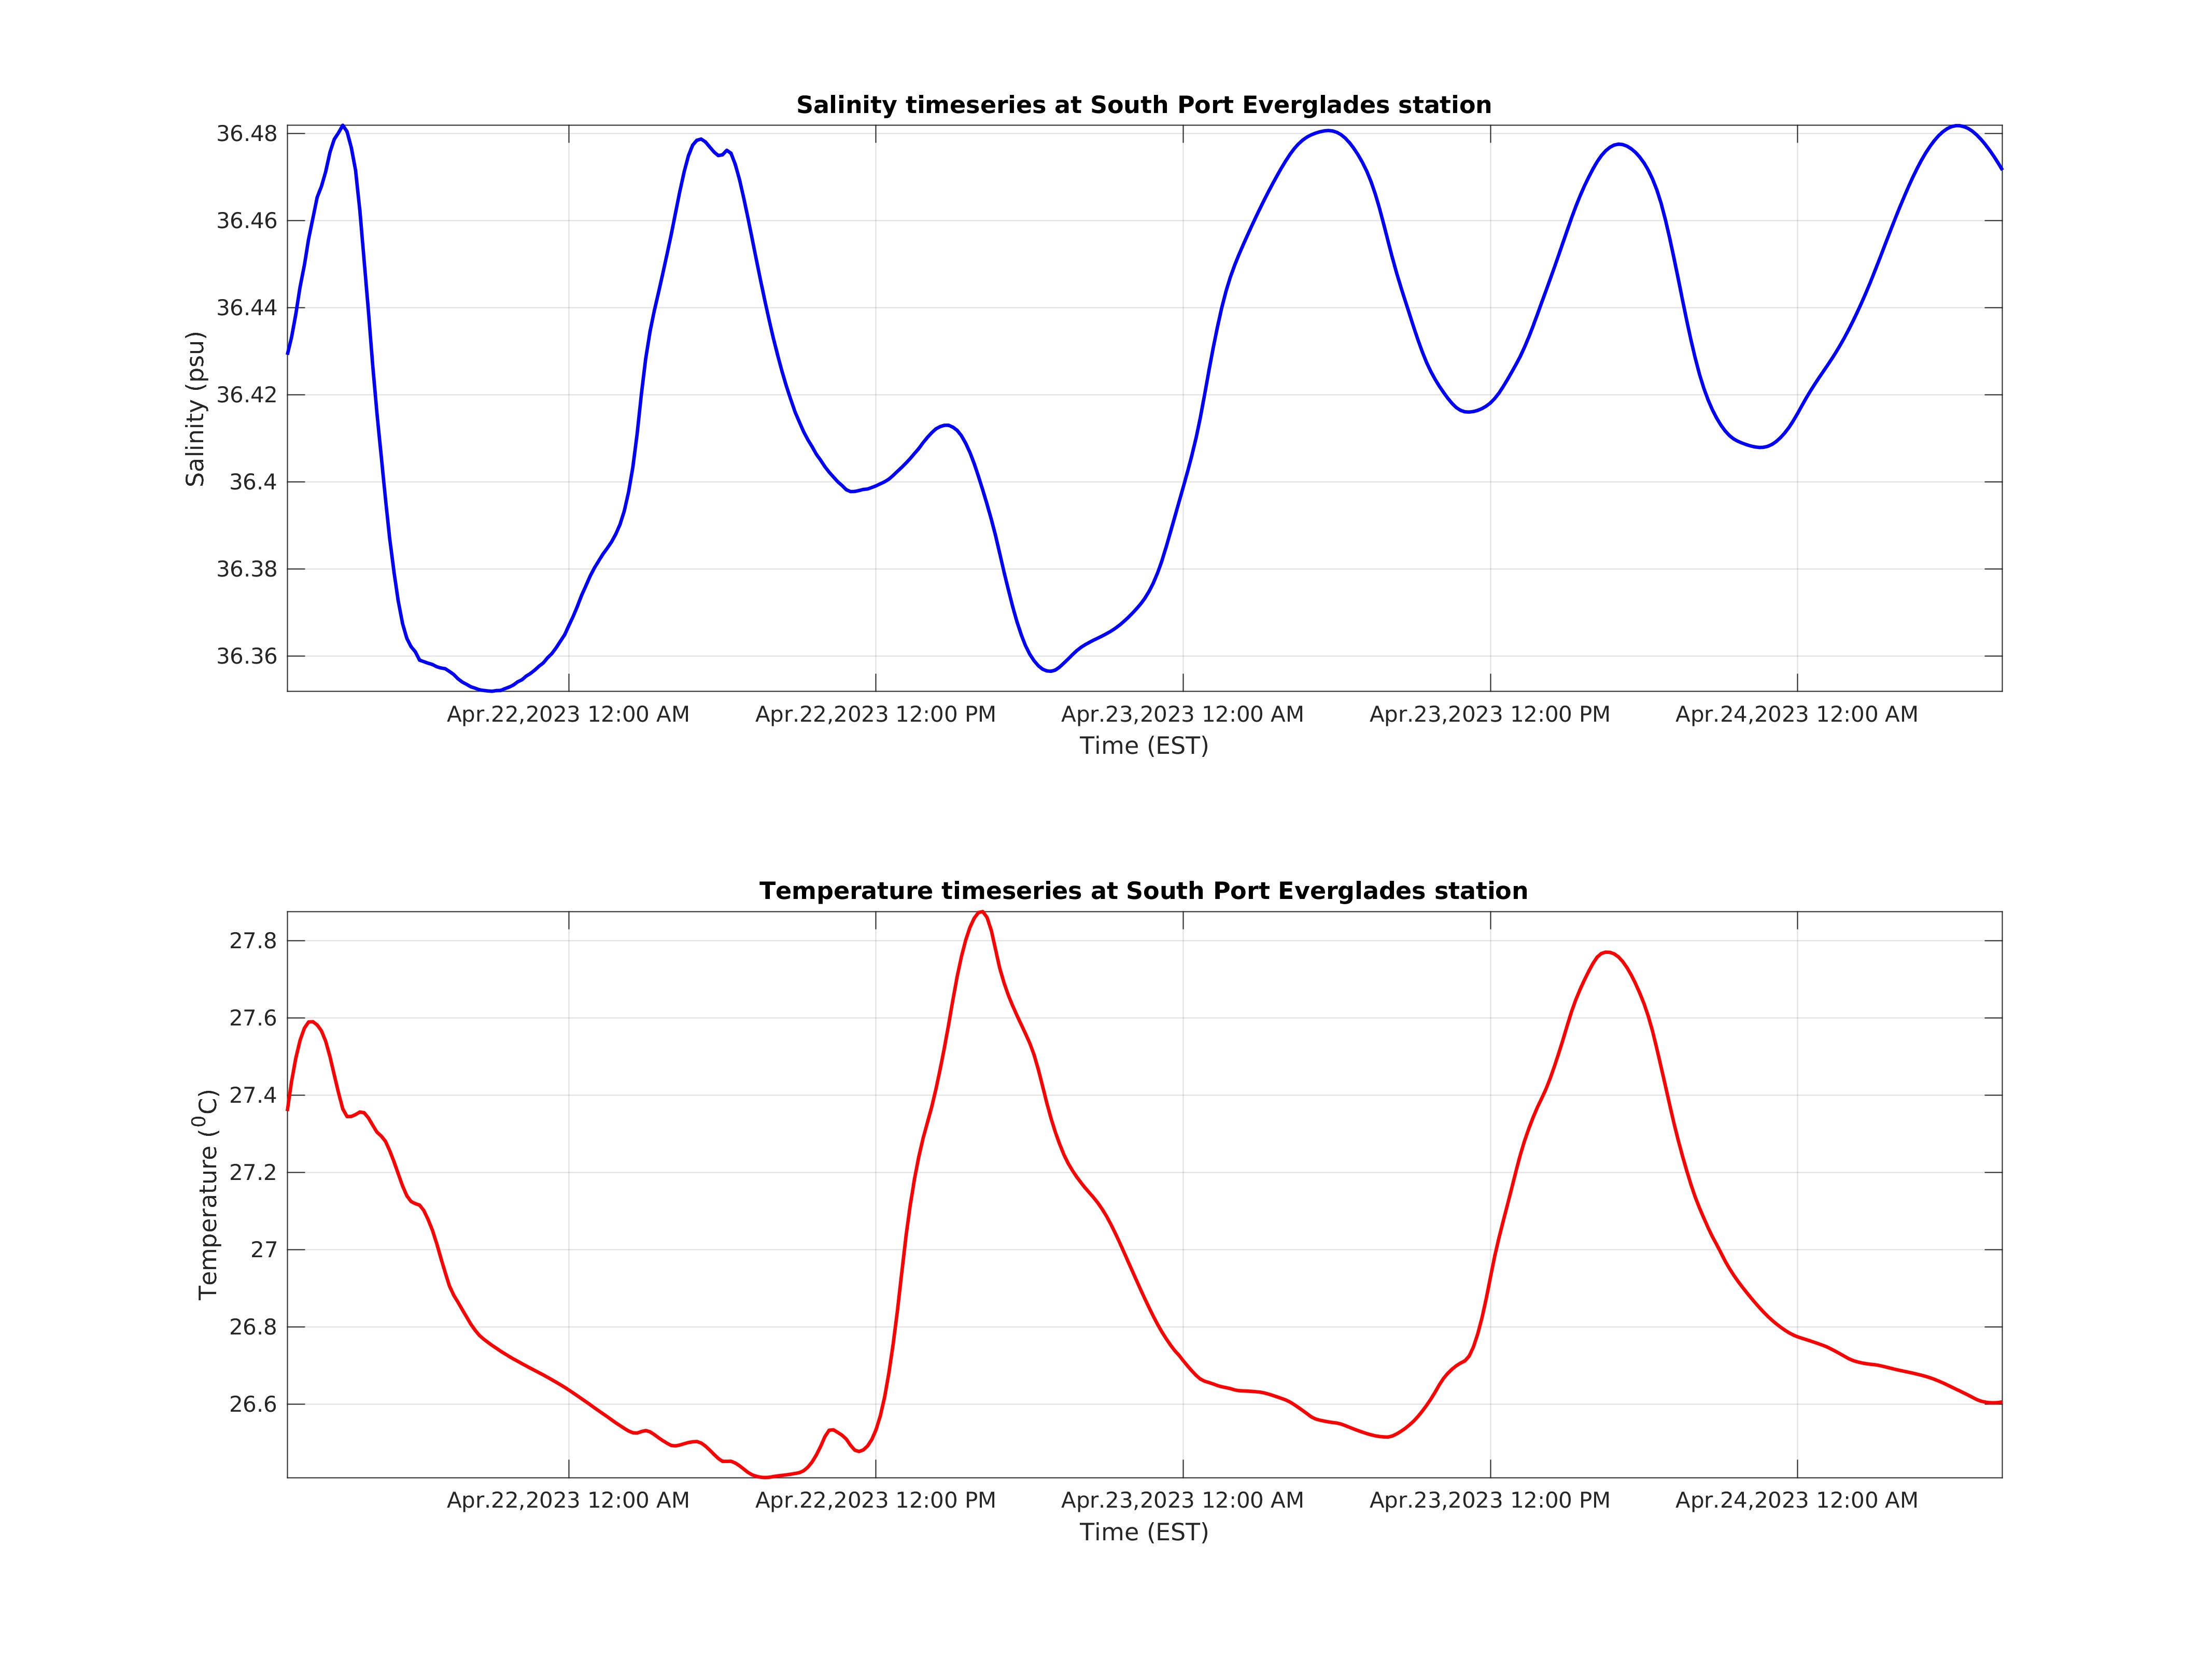 Salinity timeseries at South Port Everglades station
36.48
36.46
36.44
36.42
36.4
36.38
36.36
Salinity (psu)
Apr.22,2023 12:00 AM Apr.22,2023 12:00 PM Apr.23,2023 12:00 AM Apr.23,2023 12:00 PM Apr.24,2023 12:00 AM
Time (EST)
Temperature timeseries at South Port Everglades station
27.8
27.6
27.4
27.2
27
26.8
26.6
Temperature (⁰C)
Apr.22,2023 12:00 AM Apr.22,2023 12:00 PM Apr.23,2023 12:00 AM Apr.23,2023 12:00 PM Apr.24,2023 12:00 AM
Time (EST)